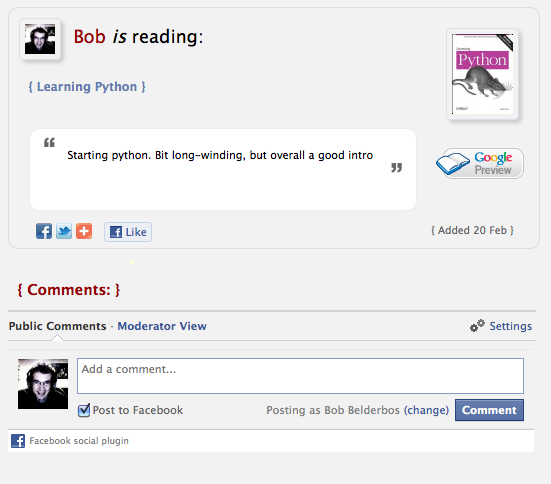 Bob is reading:
{ Learning Python }
Learning
Python
O'REILLY
“
Starting python. Bit long-winding, but overall a good intro
”
Google
Preview
Like
{ Added 20 Feb }
{ Comments: }
Public Comments · Moderator View
Settings
Add a comment...
Post to Facebook
Posting as Bob Belderbos (change)
Comment
Facebook social plugin